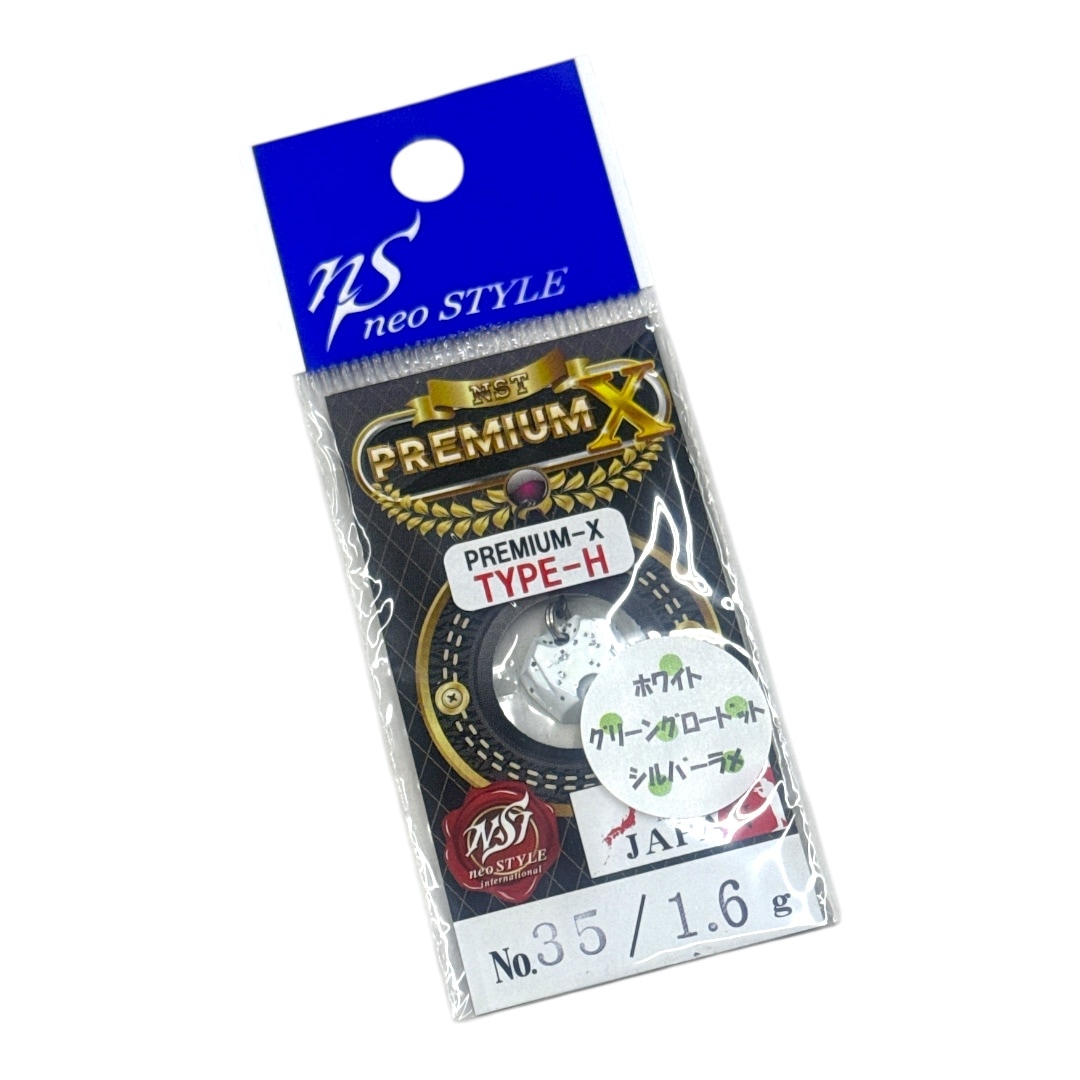 ns
neo STYLE
NST
PREMIUM X
PREMIUM-X
TYPE-H
ホワイト
グリーングロードット
シルバーラメ
NST
neo STYLE
international
No.35/1.6 g